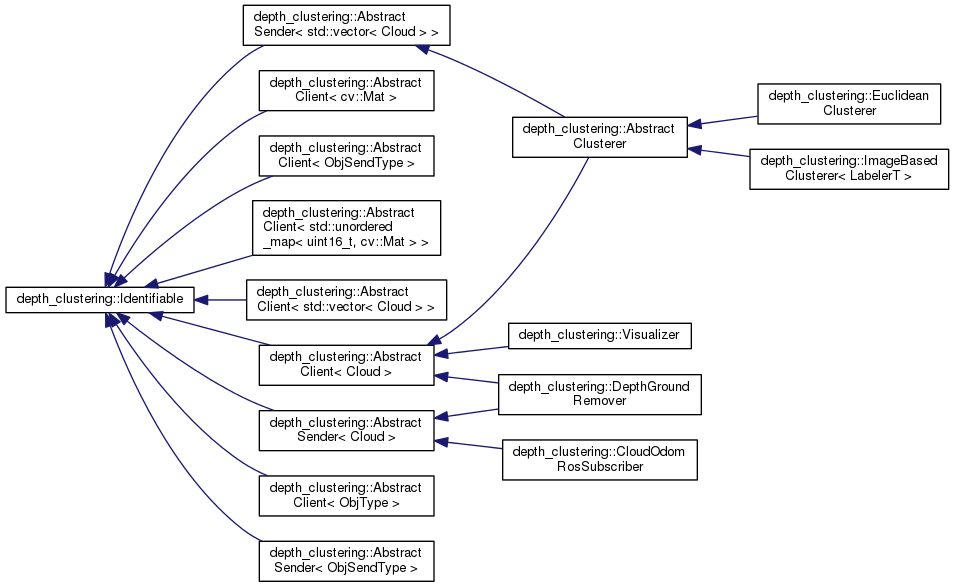 depth_clustering::Abstract
Sender< std::vector< Cloud > >
depth_clustering::Abstract
Client< cv::Mat >
depth_clustering::Abstract
Client< ObjSendType >
depth_clustering::Abstract
Client< std::unordered
_map< uint16_t, cv::Mat > >
depth_clustering::Identifiable
depth_clustering::Abstract
Client< std::vector< Cloud > >
depth_clustering::Abstract
Client< Cloud >
depth_clustering::Abstract
Sender< Cloud >
depth_clustering::Abstract
Client< ObjType >
depth_clustering::Abstract
Sender< ObjSendType >
depth_clustering::Abstract
Clusterer
depth_clustering::Visualizer
depth_clustering::DepthGround
Remover
depth_clustering::CloudOdom
RosSubscriber
depth_clustering::Euclidean
Clusterer
depth_clustering::ImageBased
Clusterer< LabelerT >